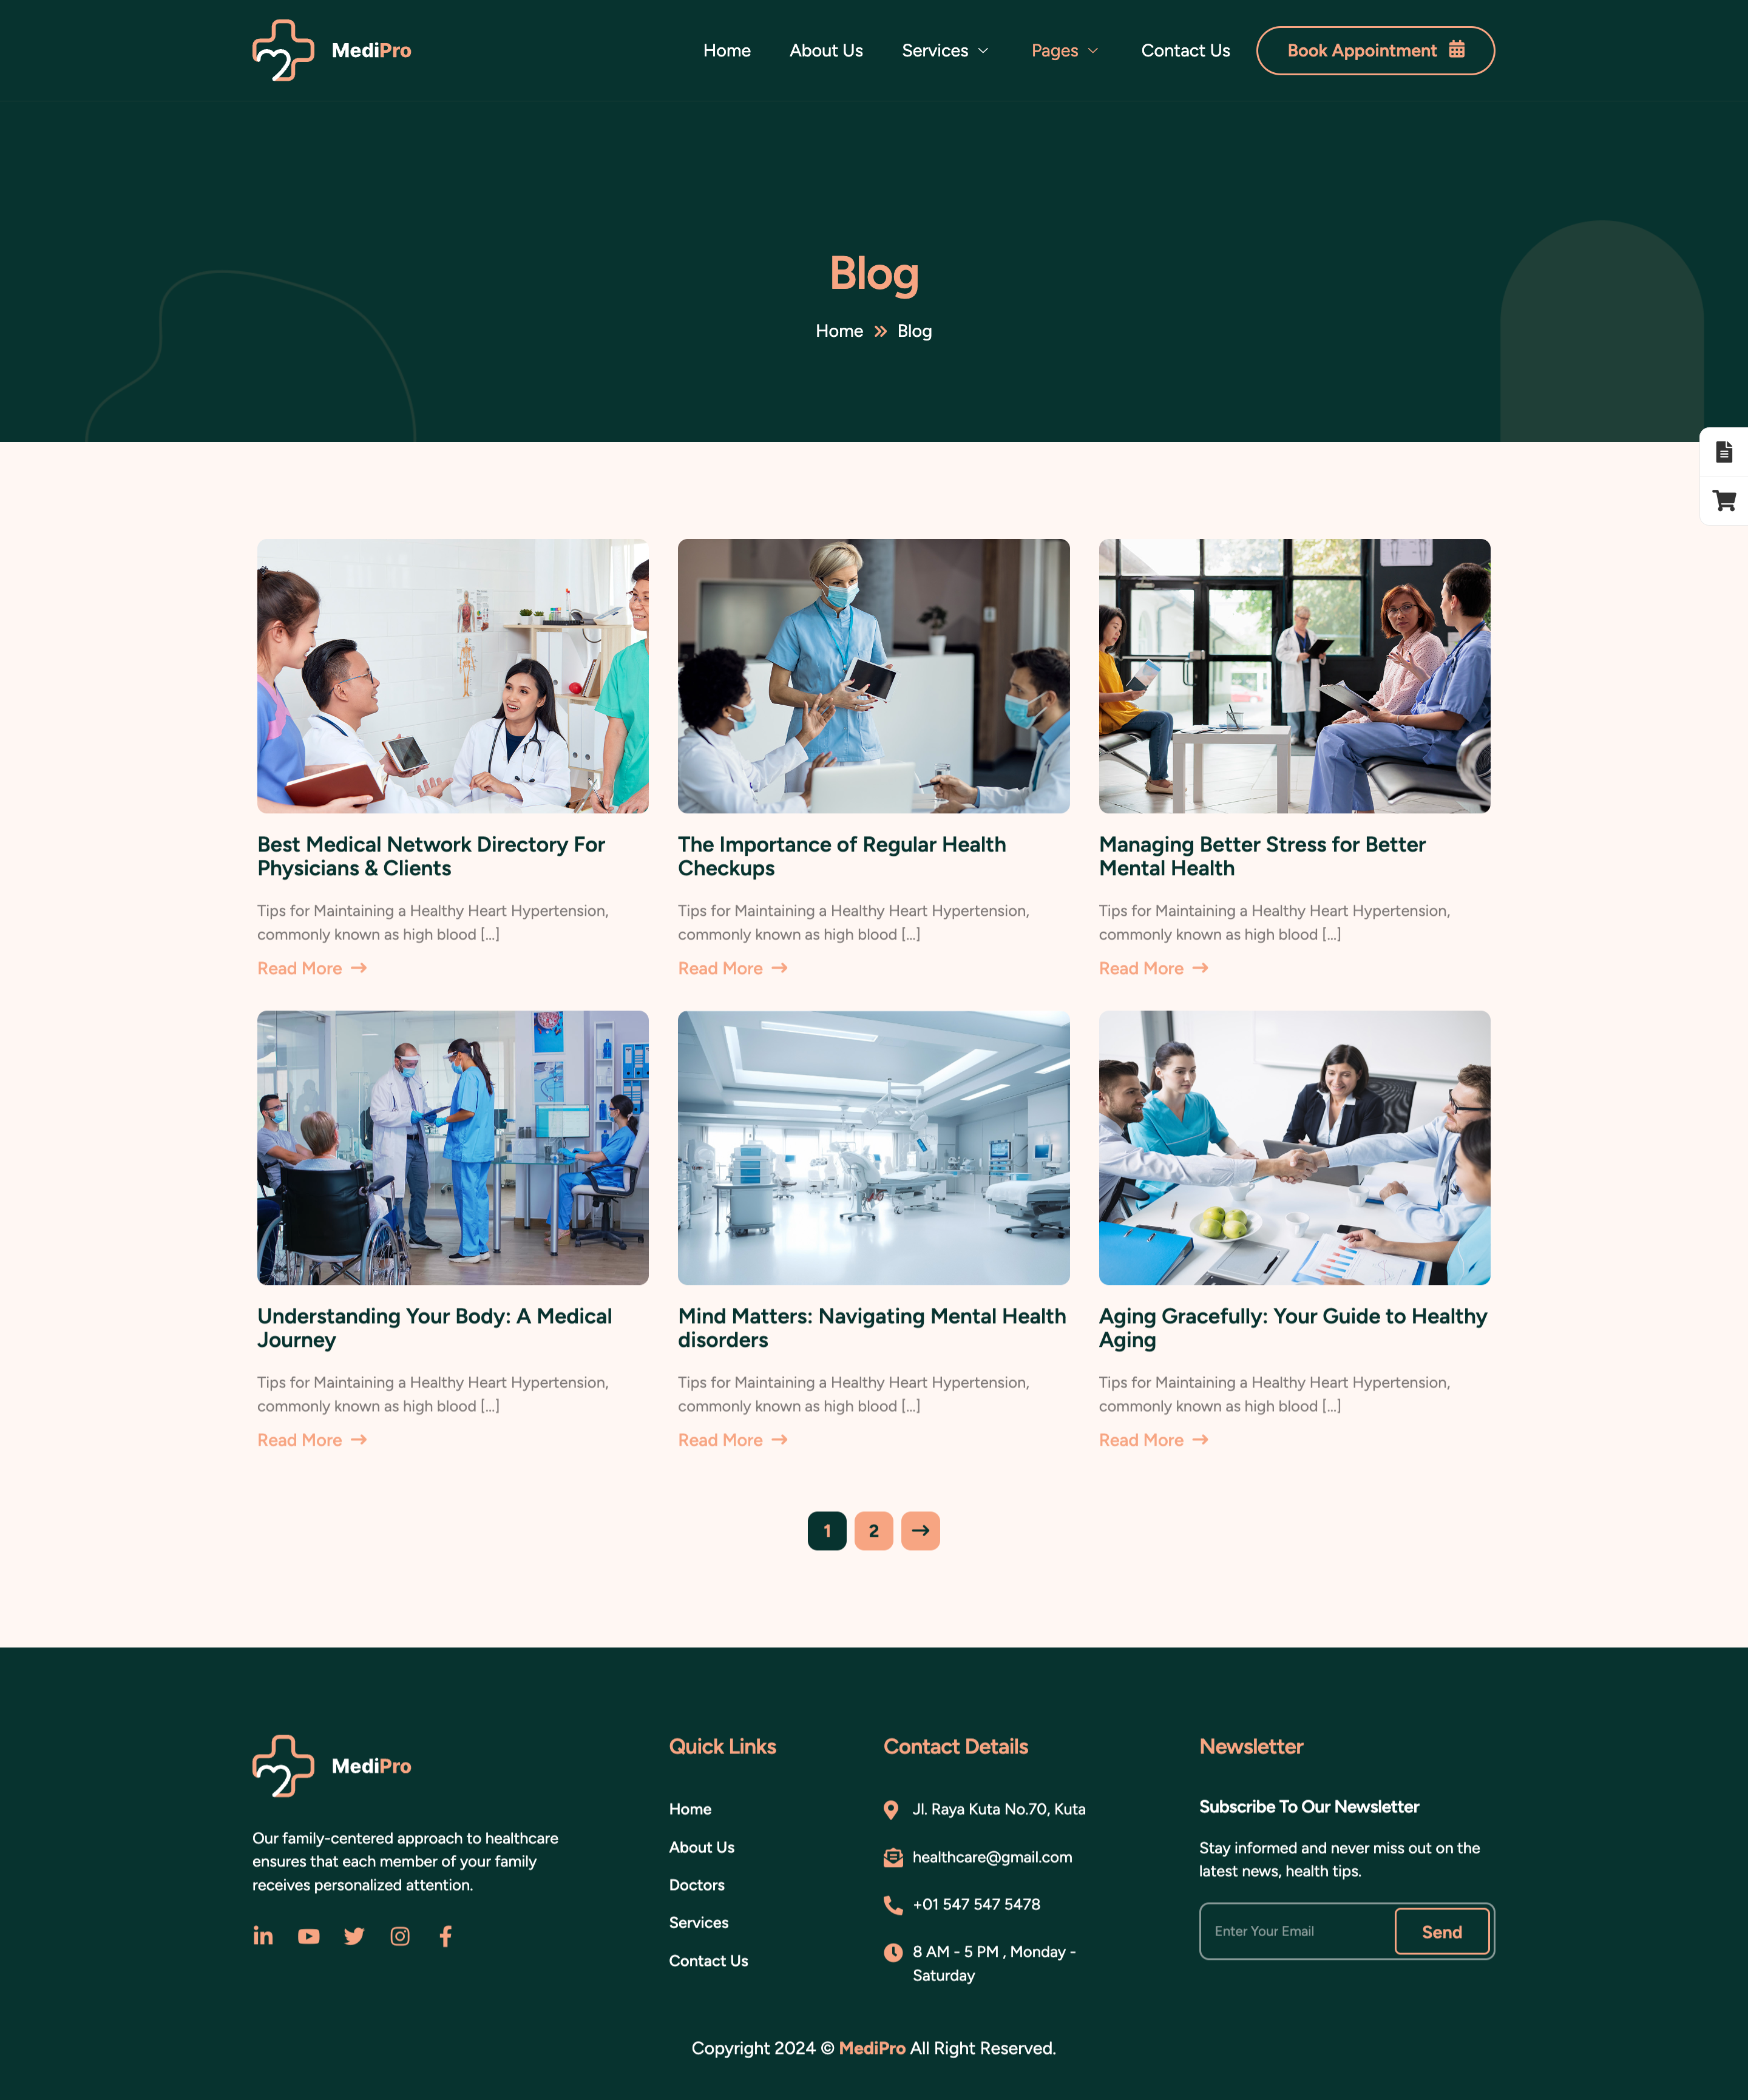 MediPro
Home
About Us
Services
Pages
Contact Us
Book Appointment
Blog
Home
Blog
Best Medical Network Directory For
Physicians & Clients
Tips for Maintaining a Healthy Heart Hypertension,
commonly known as high blood [...]
Read More
The Importance of Regular Health
Checkups
Tips for Maintaining a Healthy Heart Hypertension,
commonly known as high blood [...]
Read More
Managing Better Stress for Better
Mental Health
Tips for Maintaining a Healthy Heart Hypertension,
commonly known as high blood [...]
Read More
Understanding Your Body: A Medical
Journey
Tips for Maintaining a Healthy Heart Hypertension,
commonly known as high blood [...]
Read More
Mind Matters: Navigating Mental Health
disorders
Tips for Maintaining a Healthy Heart Hypertension,
commonly known as high blood [...]
Read More
Aging Gracefully: Your Guide to Healthy
Aging
Tips for Maintaining a Healthy Heart Hypertension,
commonly known as high blood [...]
Read More
1
2
MediPro
Our family-centered approach to healthcare
ensures that each member of your family
receives personalized attention.
Quick Links
Home
About Us
Doctors
Services
Contact Us
Contact Details
Jl. Raya Kuta No.70, Kuta
healthcare@gmail.com
+01 547 547 5478
8 AM - 5 PM , Monday -
Saturday
Newsletter
Subscribe To Our Newsletter
Stay informed and never miss out on the
latest news, health tips.
Enter Your Email
Send
Copyright 2024 © MediPro All Right Reserved.